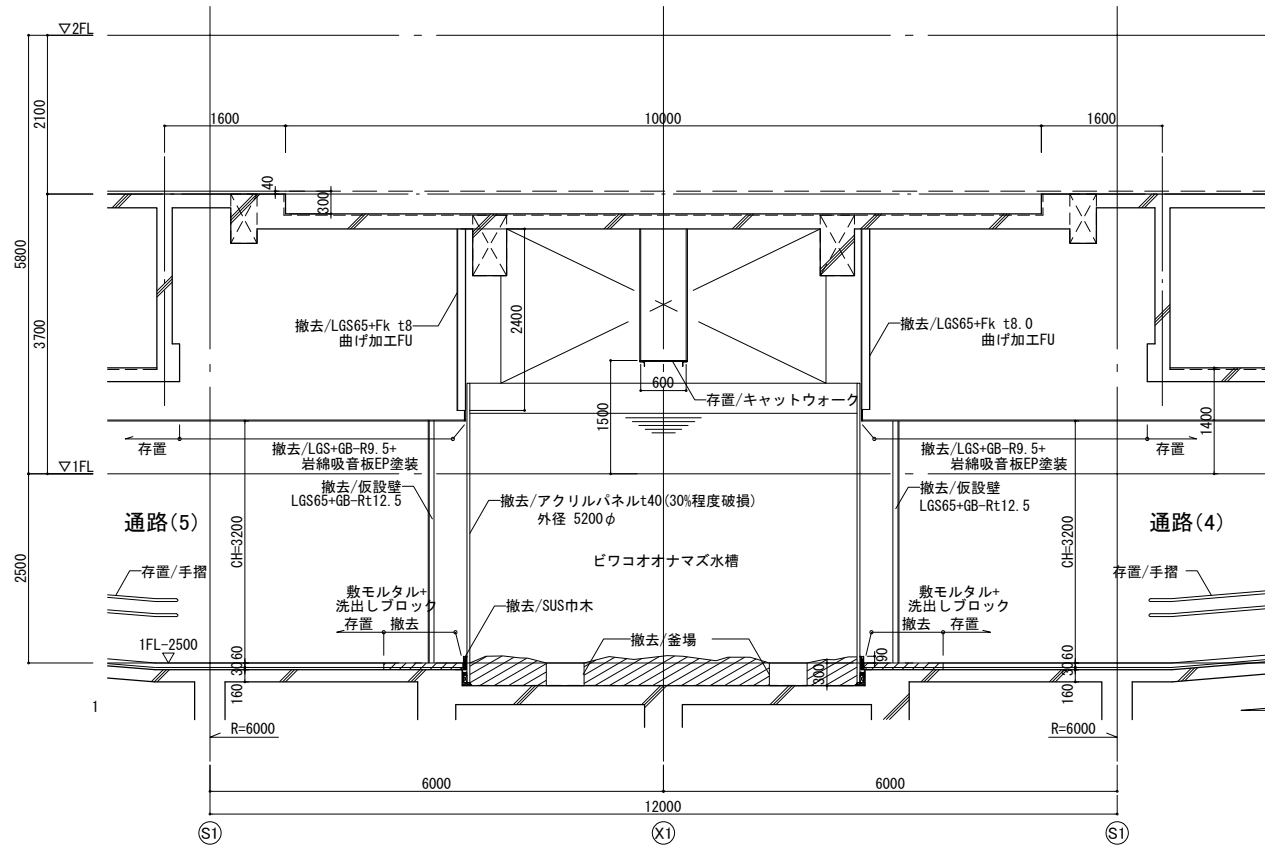 ▽2FL
2100
1600
10000
1600
40
300
5800
3700
撤去/LGS65+Fk t8
曲げ加工FU
2400
撤去/LGS65+Fk t8.0
曲げ加工FU
600
存置/キャットウォーク
1500
1400
存置
撤去/LGS+GB-R9.5+
岩綿吸音板EP塗装
撤去/LGS+GB-R9.5+
岩綿吸音板EP塗装
存置
▽1FL
撤去/仮設壁
LGS65+GB-Rt12.5
撤去/アクリルパネルt40(30%程度破損)
外径 5200φ
撤去/仮設壁
LGS65+GB-Rt12.5
通路(5)
通路(4)
2500
CH=3200
ビワコオオナマズ水槽
CH=3200
存置/手摺
存置/手摺
敷モルタル+
洗出しブロック
存置
撤去
撤去/SUS巾木
敷モルタル+
洗出しブロック
撤去
存置
1FL-2500
撤去/釜場
60
30
160
300
90
60
30
160
1
R=6000
R=6000
6000
6000
12000
S1
X1
S1